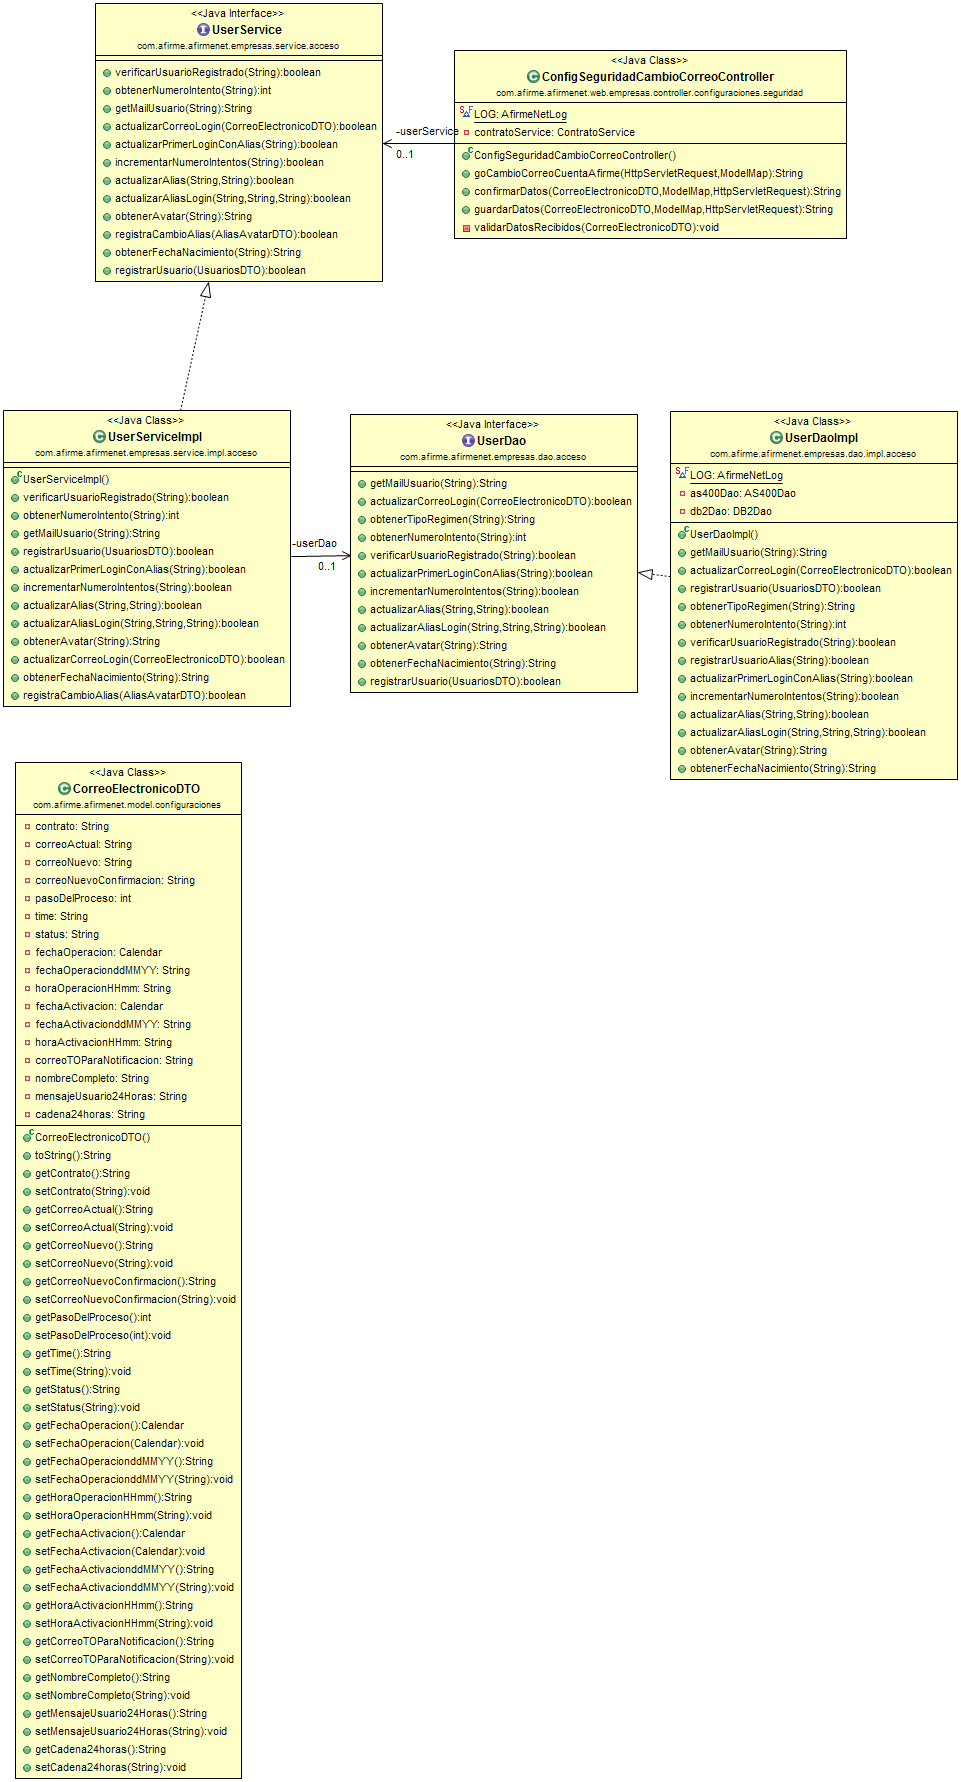 <<Java Interface>>
UserService
com.afirme.afirmenet.empresas.service.acceso
verificarUsuarioRegistrado(String):boolean
obtenerNumeroIntento(String):int
getMailUsuario(String):String
actualizarCorreoLogin(CorreoElectronicoDTO):boolean
actualizarPrimerLoginConAlias(String):boolean
incrementarNumeroIntentos(String):boolean
actualizarAlias(String,String):boolean
actualizarAliasLogin(String,String,String):boolean
obtenerAvatar(String):String
registraCambioAlias(AliasAvatarDTO):boolean
obtenerFechaNacimiento(String):String
registrarUsuario(UsuariosDTO):boolean
<<Java Class>>
ConfigSeguridadCambioCorreoController
com.afirme.afirmenet.web.empresas.controller.configuraciones.seguridad
LOG: AfirmeNetLog
contratoService: ContratoService
ConfigSeguridadCambioCorreoController()
goCambioCorreoCuentaAfirme(HttpServletRequest,ModelMap):String
confirmarDatos(CorreoElectronicoDTO,ModelMap,HttpServletRequest):String
guardarDatos(CorreoElectronicoDTO,ModelMap,HttpServletRequest):String
validarDatosRecibidos(CorreoElectronicoDTO):void
-userService
0..1
<<Java Class>>
UserServiceImpl
com.afirme.afirmenet.empresas.service.impl.acceso
UserServiceImpl()
verificarUsuarioRegistrado(String):boolean
obtenerNumeroIntento(String):int
getMailUsuario(String):String
registrarUsuario(UsuariosDTO):boolean
actualizarPrimerLoginConAlias(String):boolean
incrementarNumeroIntentos(String):boolean
actualizarAlias(String,String):boolean
actualizarAliasLogin(String,String,String):boolean
obtenerAvatar(String):String
actualizarCorreoLogin(CorreoElectronicoDTO):boolean
obtenerFechaNacimiento(String):String
registraCambioAlias(AliasAvatarDTO):boolean
-userDao
0..1
<<Java Interface>>
UserDao
com.afirme.afirmenet.empresas.dao.acceso
getMailUsuario(String):String
actualizarCorreoLogin(CorreoElectronicoDTO):boolean
obtenerTipoRegimen(String):String
obtenerNumeroIntento(String):int
verificarUsuarioRegistrado(String):boolean
actualizarPrimerLoginConAlias(String):boolean
incrementarNumeroIntentos(String):boolean
actualizarAlias(String,String):boolean
actualizarAliasLogin(String,String,String):boolean
obtenerAvatar(String):String
obtenerFechaNacimiento(String):String
registrarUsuario(UsuariosDTO):boolean
<<Java Class>>
UserDaoImpl
com.afirme.afirmenet.empresas.dao.impl.acceso
LOG: AfirmeNetLog
as400Dao: AS400Dao
db2Dao: DB2Dao
UserDaoImpl()
getMailUsuario(String):String
actualizarCorreoLogin(CorreoElectronicoDTO):boolean
registrarUsuario(UsuariosDTO):boolean
obtenerTipoRegimen(String):String
obtenerNumeroIntento(String):int
verificarUsuarioRegistrado(String):boolean
registrarUsuarioAlias(String):boolean
actualizarPrimerLoginConAlias(String):boolean
incrementarNumeroIntentos(String):boolean
actualizarAlias(String,String):boolean
actualizarAliasLogin(String,String,String):boolean
obtenerAvatar(String):String
obtenerFechaNacimiento(String):String
<<Java Class>>
CorreoElectronicoDTO
com.afirme.afirmenet.model.configuraciones
contrato: String
correoActual: String
correoNuevo: String
correoNuevoConfirmacion: String
pasoDelProceso: int
time: String
status: String
fechaOperacion: Calendar
fechaOperacionddMMYY: String
horaOperacionHHmm: String
fechaActivacion: Calendar
fechaActivacionddMMYY: String
horaActivacionHHmm: String
correoTOParaNotificacion: String
nombreCompleto: String
mensajeUsuario24Horas: String
cadena24horas: String
CorreoElectronicoDTO()
toString():String
getContrato():String
setContrato(String):void
getCorreoActual():String
setCorreoActual(String):void
getCorreoNuevo():String
setCorreoNuevo(String):void
getCorreoNuevoConfirmacion():String
setCorreoNuevoConfirmacion(String):void
getPasoDelProceso():int
setPasoDelProceso(int):void
getTime():String
setTime(String):void
getStatus():String
setStatus(String):void
getFechaOperacion():Calendar
setFechaOperacion(Calendar):void
getFechaOperacionddMMYY():String
setFechaOperacionddMMYY(String):void
getHoraOperacionHHmm():String
setHoraOperacionHHmm(String):void
getFechaActivacion():Calendar
setFechaActivacion(Calendar):void
getFechaActivacionddMMYY():String
setFechaActivacionddMMYY(String):void
getHoraActivacionHHmm():String
setHoraActivacionHHmm(String):void
getCorreoTOParaNotificacion():String
setCorreoTOParaNotificacion(String):void
getNombreCompleto():String
setNombreCompleto(String):void
getMensajeUsuario24Horas():String
setMensajeUsuario24Horas(String):void
getCadena24horas():String
setCadena24horas(String):void